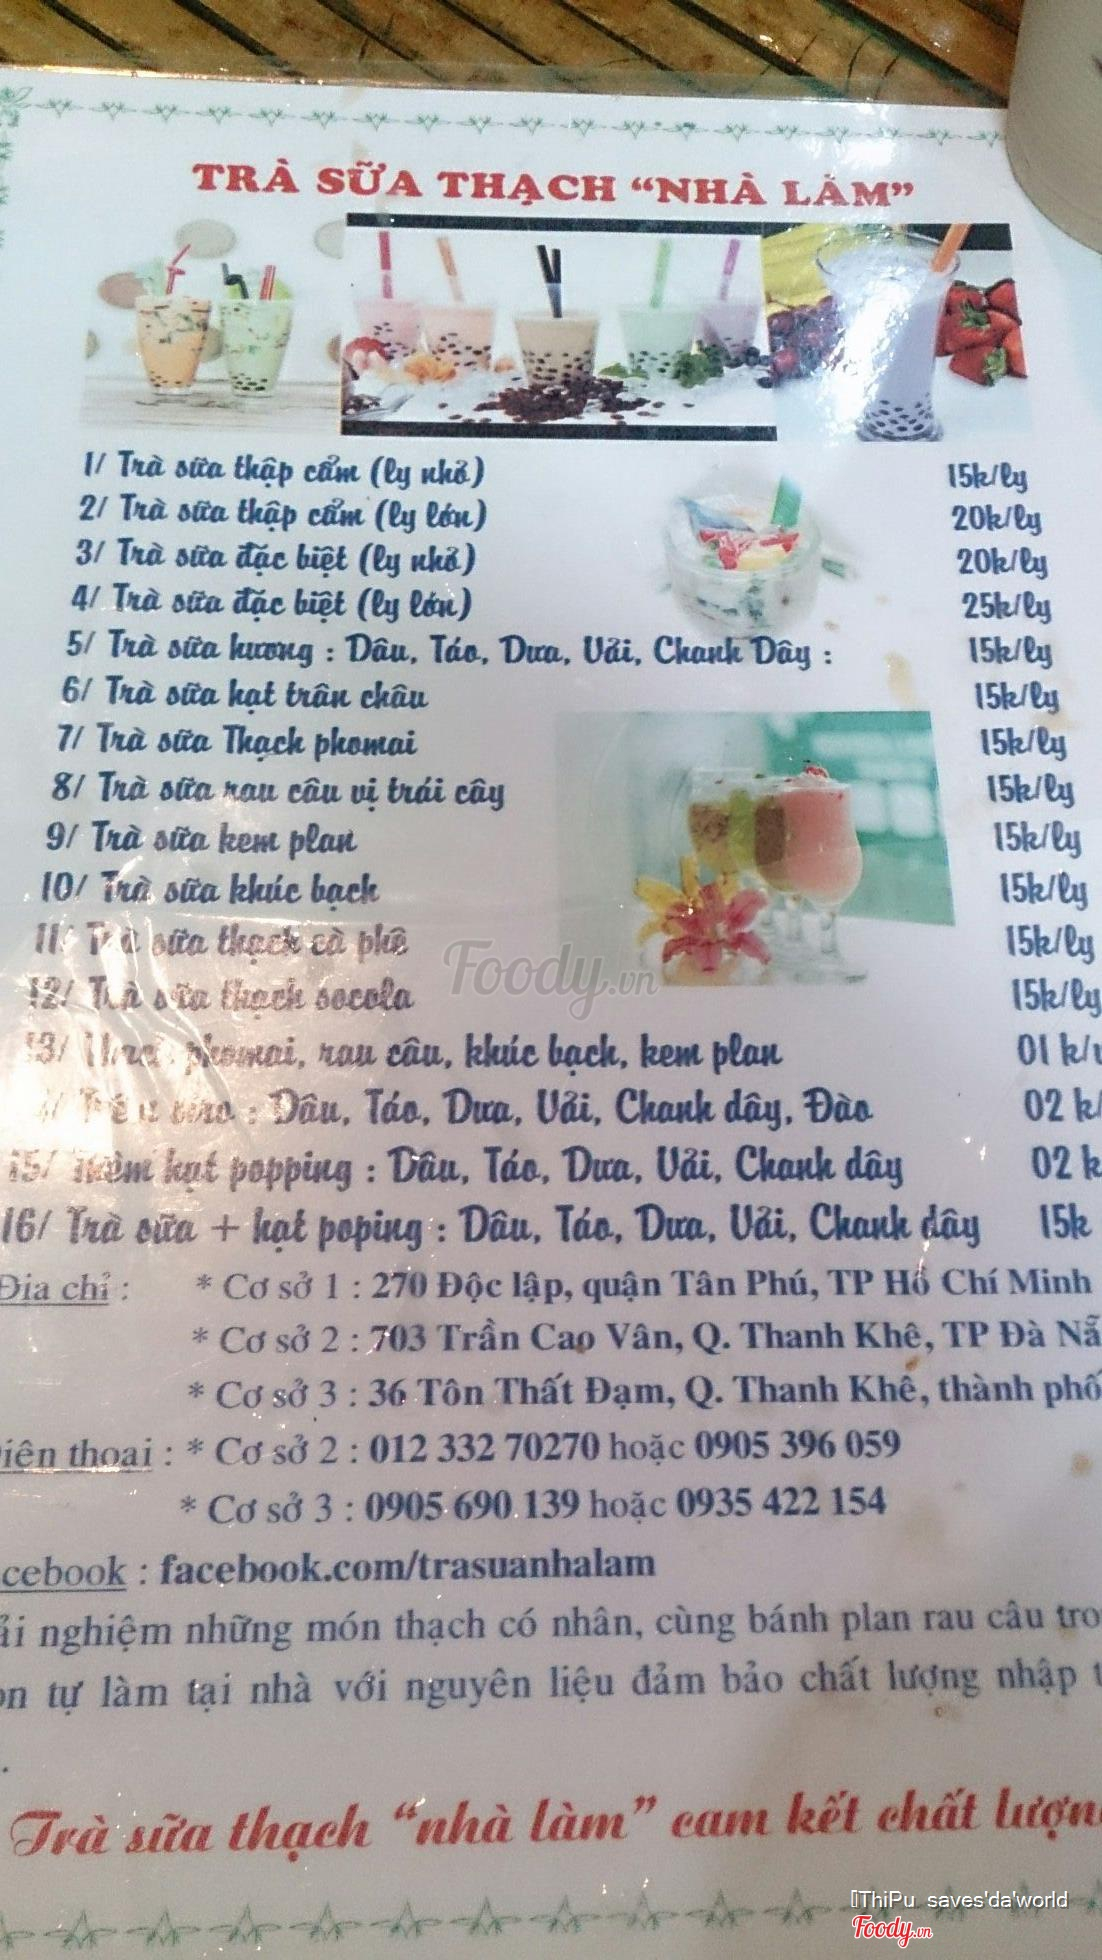 TRÀ SỮA THẠCH “NHÀ LÀM”
1/ Trà sữa thập cẩm (ly nhỏ) 15k/ly
2/ Trà sữa thập cẩm (ly lớn) 20k/ly
3/ Trà sữa đặc biệt (ly nhỏ) 20k/ly
4/ Trà sữa đặc biệt (ly lớn) 25k/ly
5/ Trà sữa hương : Dâu, Táo, Dưa, Vải, Chanh Dây : 15k/ly
6/ Trà sữa hạt trân châu 15k/ly
7/ Trà sữa Thạch phomai 15k/ly
8/ Trà sữa rau câu vị trái cây 15k/ly
9/ Trà sữa kem plan 15k/ly
10/ Trà sữa khúc bạch 15k/ly
11/ Trà sữa thạch cà phê 15k/ly
12/ Trà sữa thạch socola 15k/ly
13/ phomai, rau câu, khúc bạch, kem plan 01 k/
: Dâu, Táo, Dưa, Vải, Chanh dây, Đào 02 k/
15/ Thêm hạt popping : Dâu, Táo, Dưa, Vải, Chanh dây 02 k
16/ Trà sữa + hạt poping : Dâu, Táo, Dưa, Vải, Chanh dây 15k
Địa chỉ : * Cơ sở 1 : 270 Độc lập, quận Tân Phú, TP Hồ Chí Minh
* Cơ sở 2 : 703 Trần Cao Vân, Q. Thanh Khê, TP Đà Nẵ
* Cơ sở 3 : 36 Tôn Thất Đạm, Q. Thanh Khê, thành phố
iện thoại : * Cơ sở 2 : 012 332 70270 hoặc 0905 396 059
* Cơ sở 3 : 0905 690 139 hoặc 0935 422 154
cebook : facebook.com/trasuanhalam
ải nghiệm những món thạch có nhân, cùng bánh plan rau câu tro
on tự làm tại nhà với nguyên liệu đảm bảo chất lượng nhập t
Trà sữa thạch “nhà làm” cam kết chất lượn
Foody.vn
ThiPu saves'da'world
Foody.vn